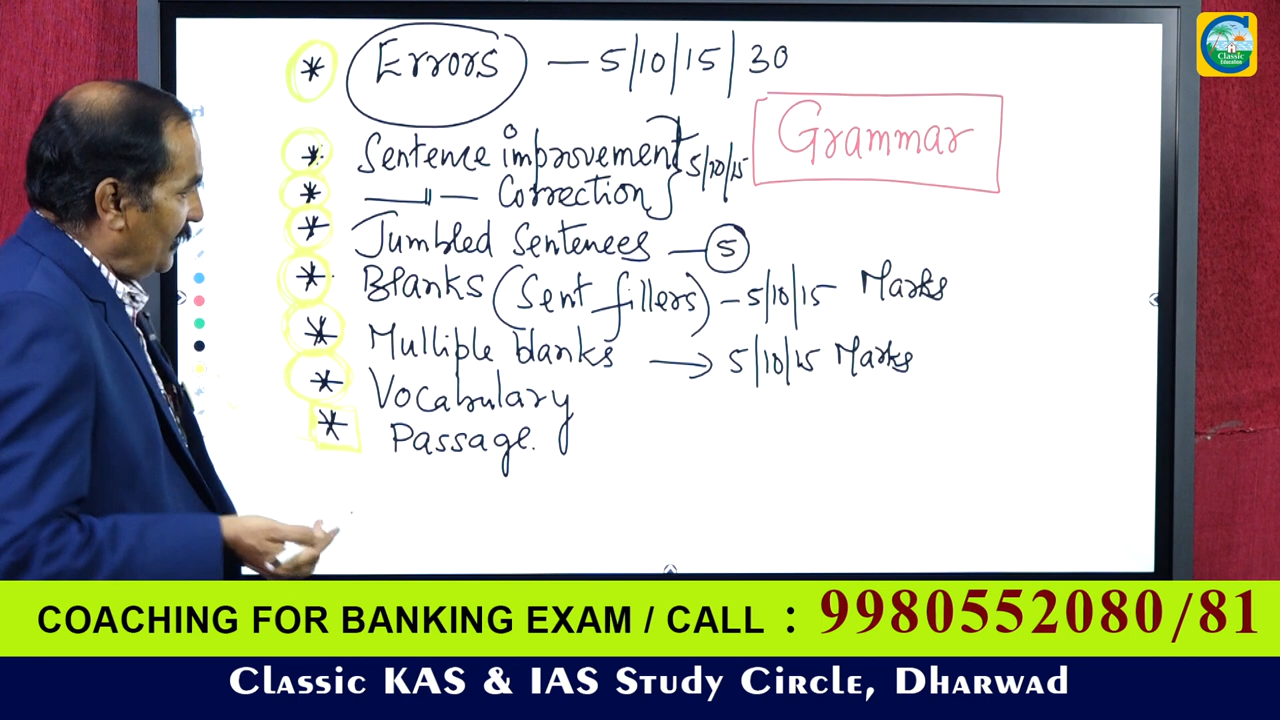 Classic
Education
* Errors — 5/10/15/30
Grammar
* Sentence improvement } 5/10/15
* —〃— Correction
* Jumbled Sentences — 5
* Blanks (Sent fillers) — 5/10/15 Marks
* Multiple blanks → 5/10/15 Marks
* Vocabulary
* Passage.
COACHING FOR BANKING EXAM / CALL : 9980552080/81
Classic KAS & IAS Study Circle, Dharwad